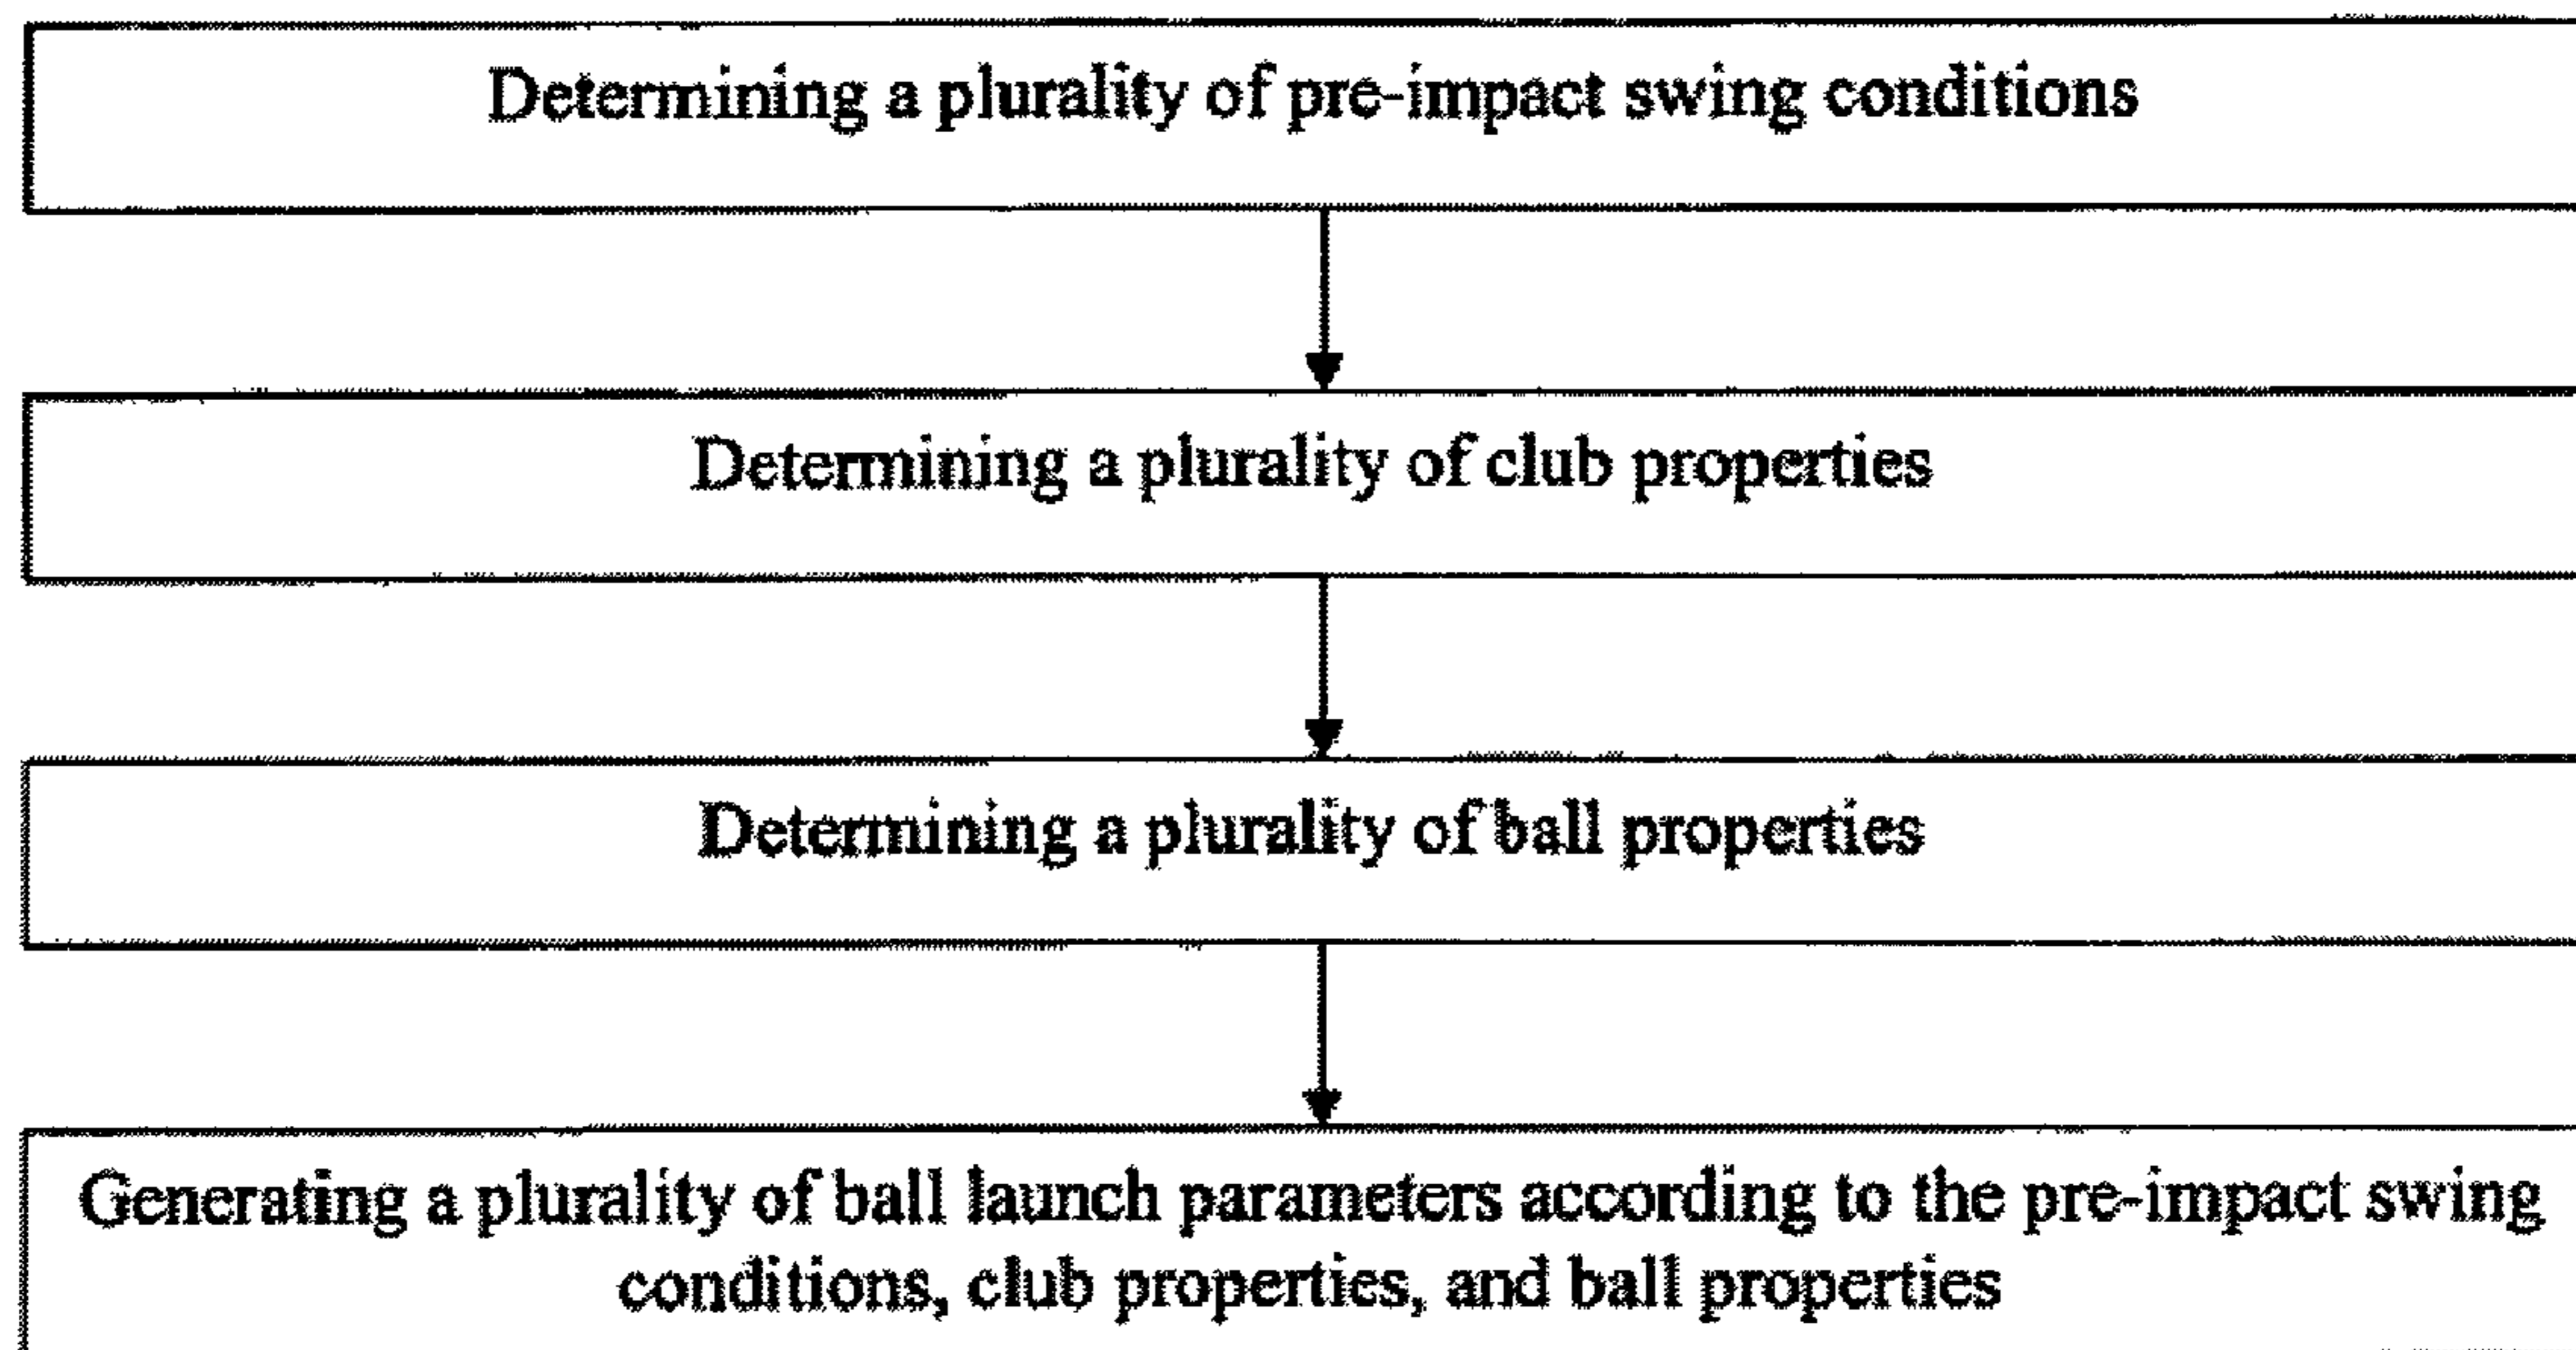 Determining a plurality of pre-impact swing conditions
Determining a plurality of club properties
Determining a plurality of ball properties
Generating a plurality of ball launch parameters according to the pre-impact swing
conditions, club properties, and ball properties